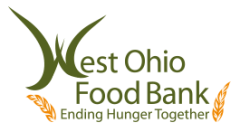 West Ohio
Food Bank
Ending Hunger Together